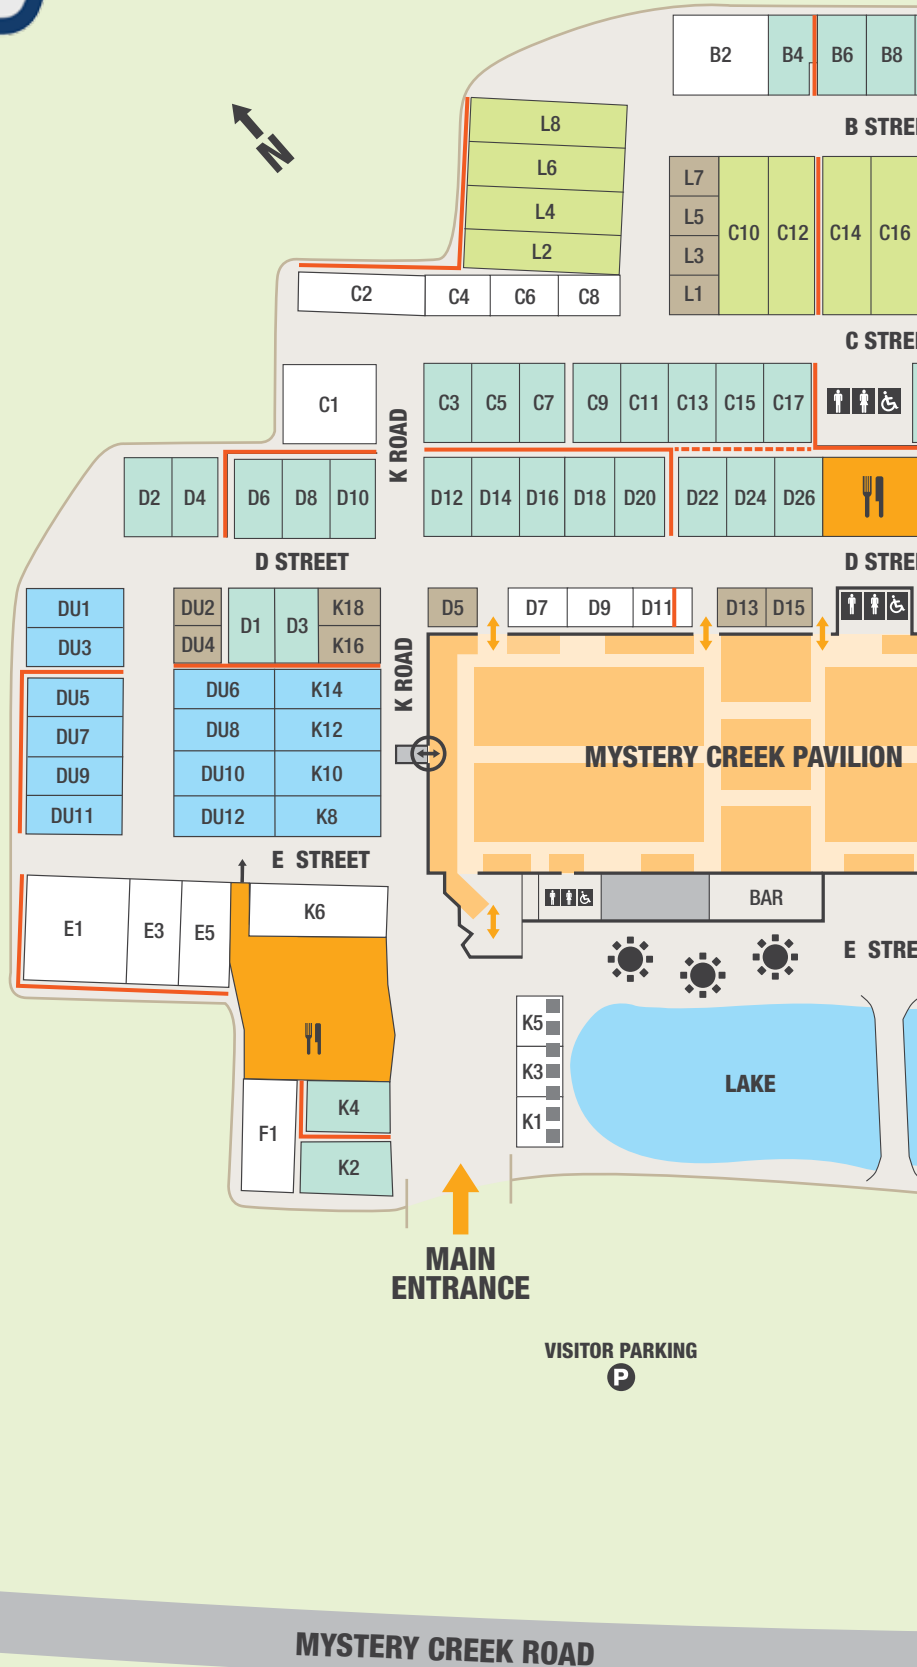 B2
B4
B6
B8
N
L8
L6
L4
L2
B STREE
L7
L5
L3
L1
C10
C12
C14
C16
C2
C4
C6
C8
C STREE
C1
K ROAD
C3
C5
C7
C9
C11
C13
C15
C17
D2
D4
D6
D8
D10
D12
D14
D16
D18
D20
D22
D24
D26
D STREET
D STREE
DU1
DU3
DU2
DU4
D1
D3
K18
K16
D5
D7
D9
D11
D13
D15
K ROAD
DU5
DU7
DU9
DU11
DU6
K14
DU8
K12
DU10
K10
DU12
K8
MYSTERY CREEK PAVILION
E STREET
BAR
E1
E3
E5
K6
E STREE
K5
K3
K1
LAKE
F1
K4
K2
MAIN
ENTRANCE
VISITOR PARKING
P
MYSTERY CREEK ROAD